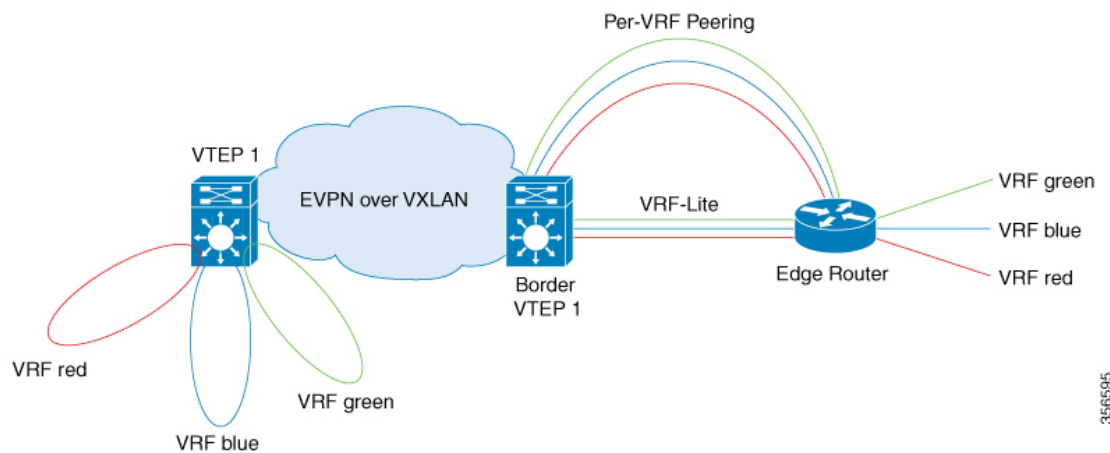 Per-VRF Peering
VTEP 1
EVPN over VXLAN
VRF-Lite
VRF green
VRF blue
VRF red
Edge Router
Border
VTEP 1
VRF red
VRF green
VRF blue
356595